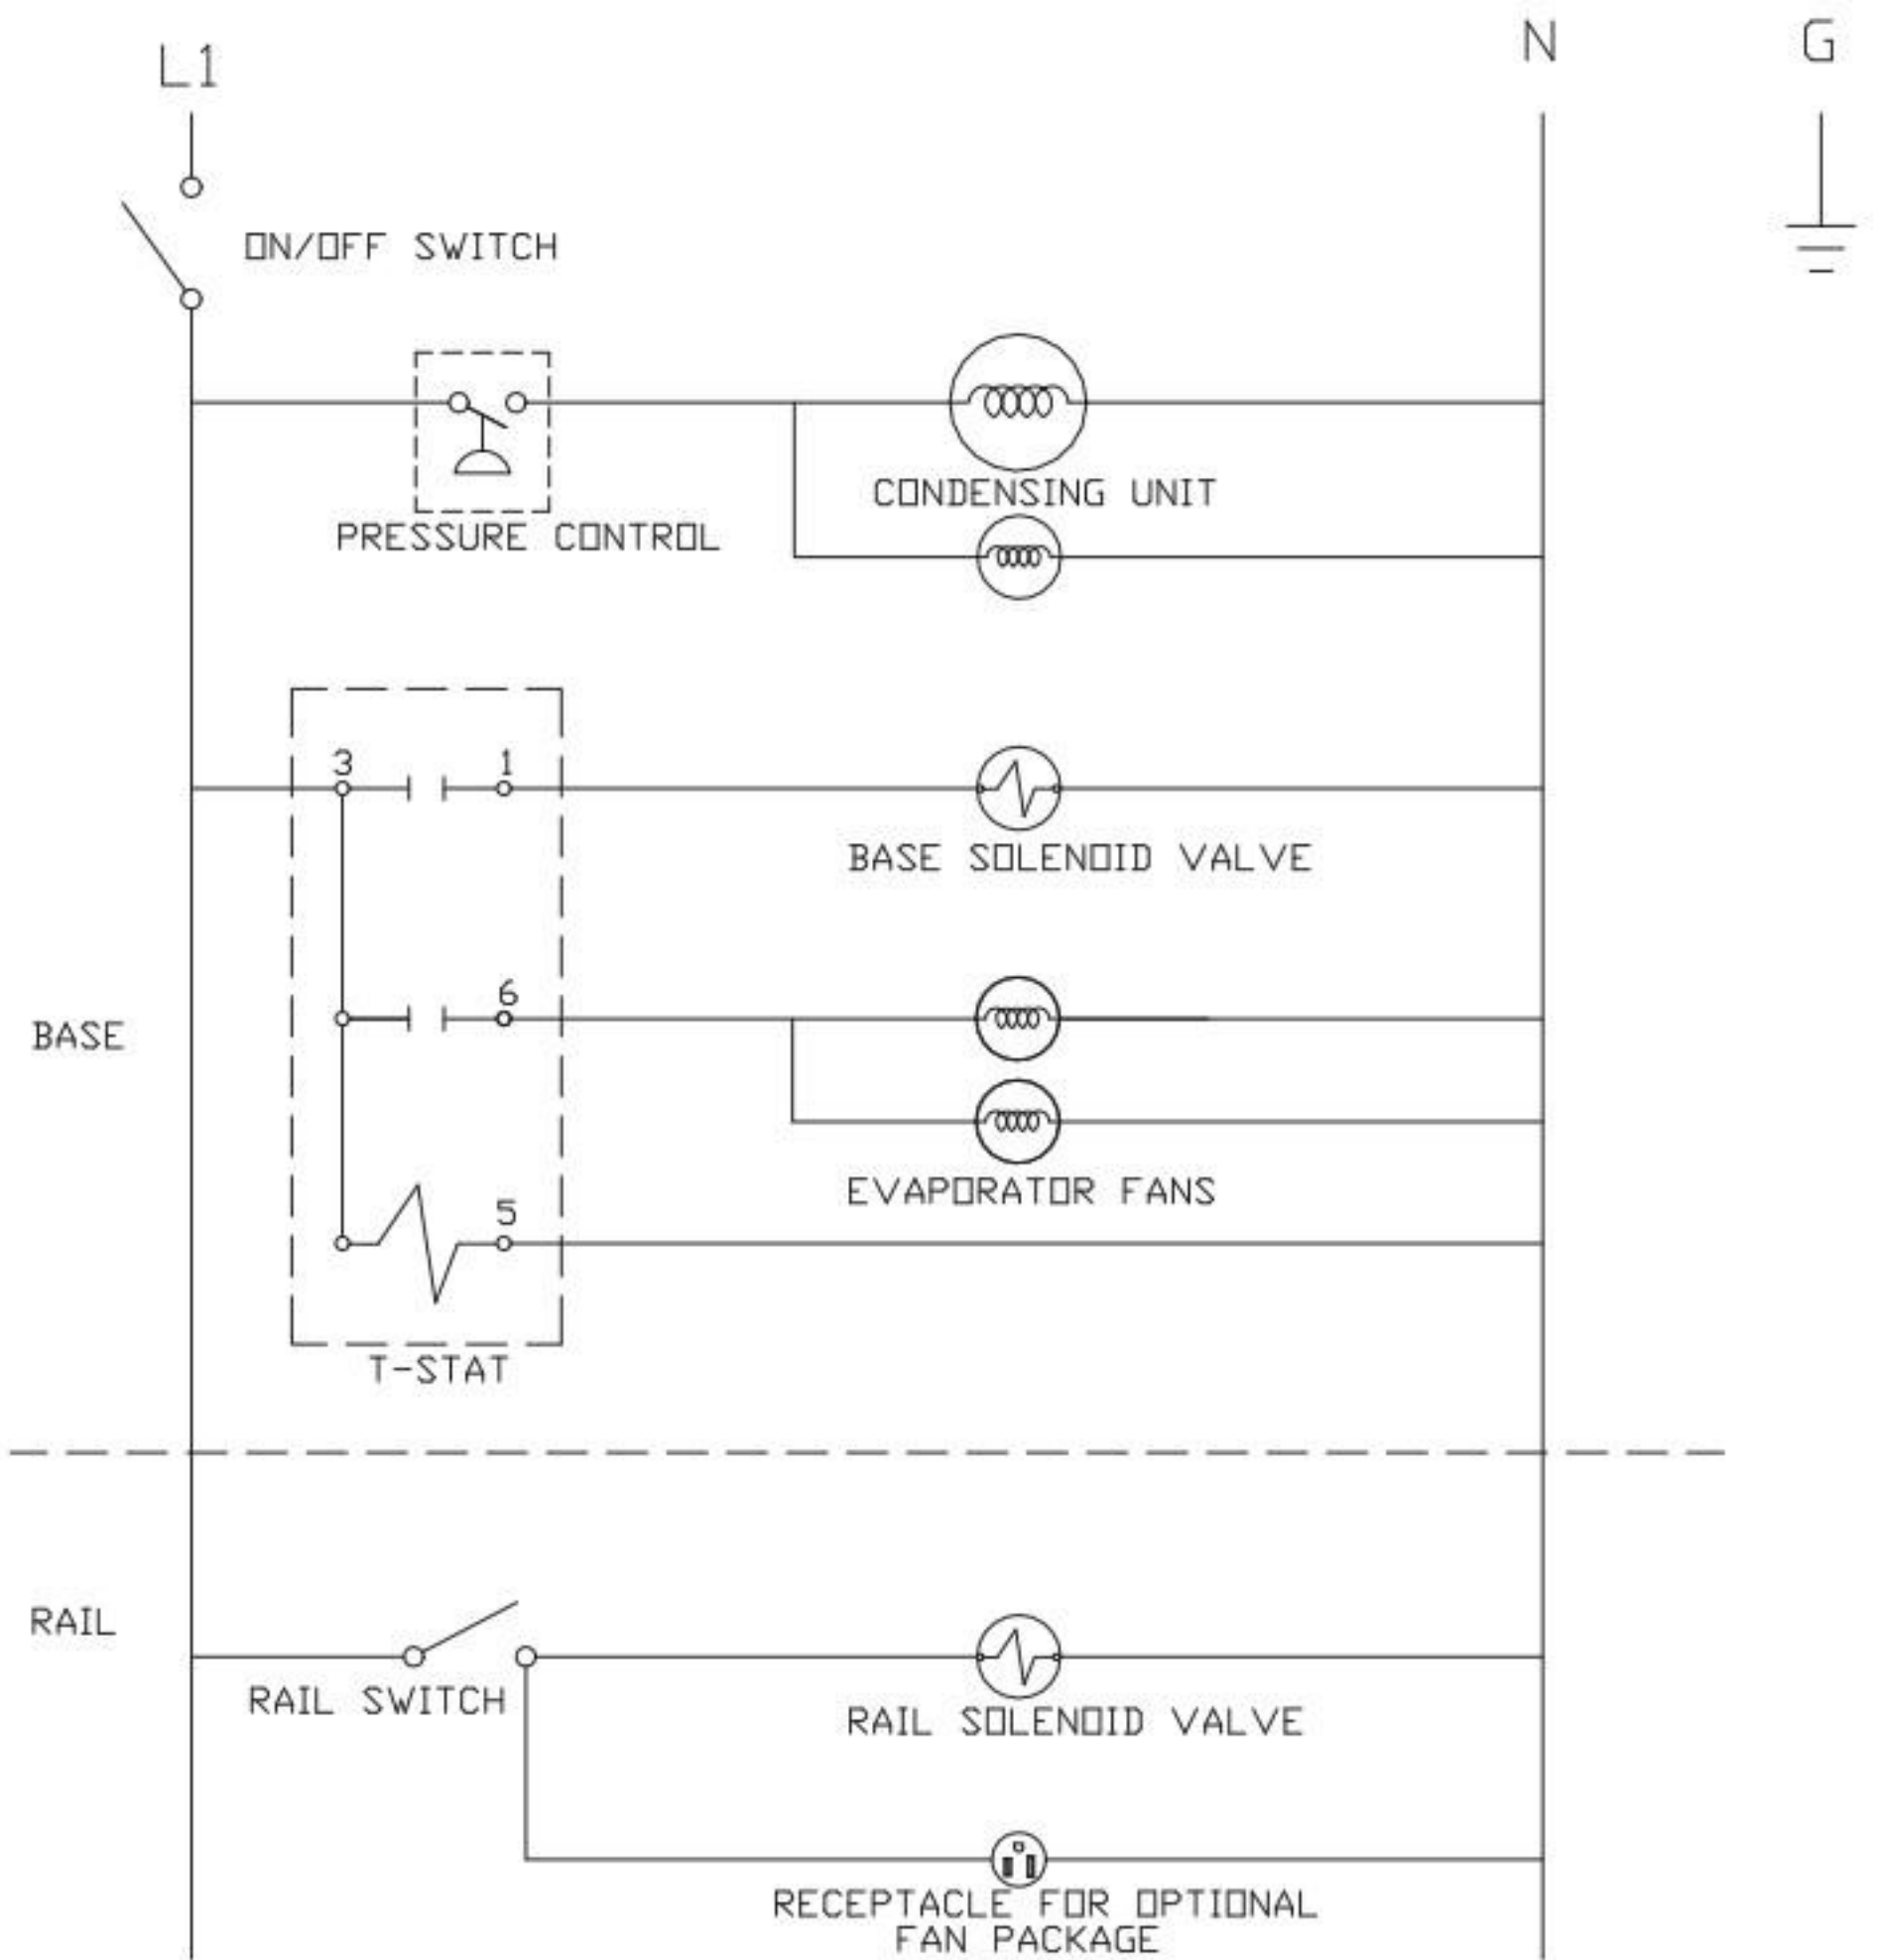 L1
N
G
ON/OFF SWITCH
CONDENSING UNIT
PRESSURE CONTROL
3
1
BASE SOLENOID VALVE
6
BASE
EVAPORATOR FANS
5
T-STAT
RAIL
RAIL SWITCH
RAIL SOLENOID VALVE
RECEPTACLE FOR OPTIONAL
FAN PACKAGE